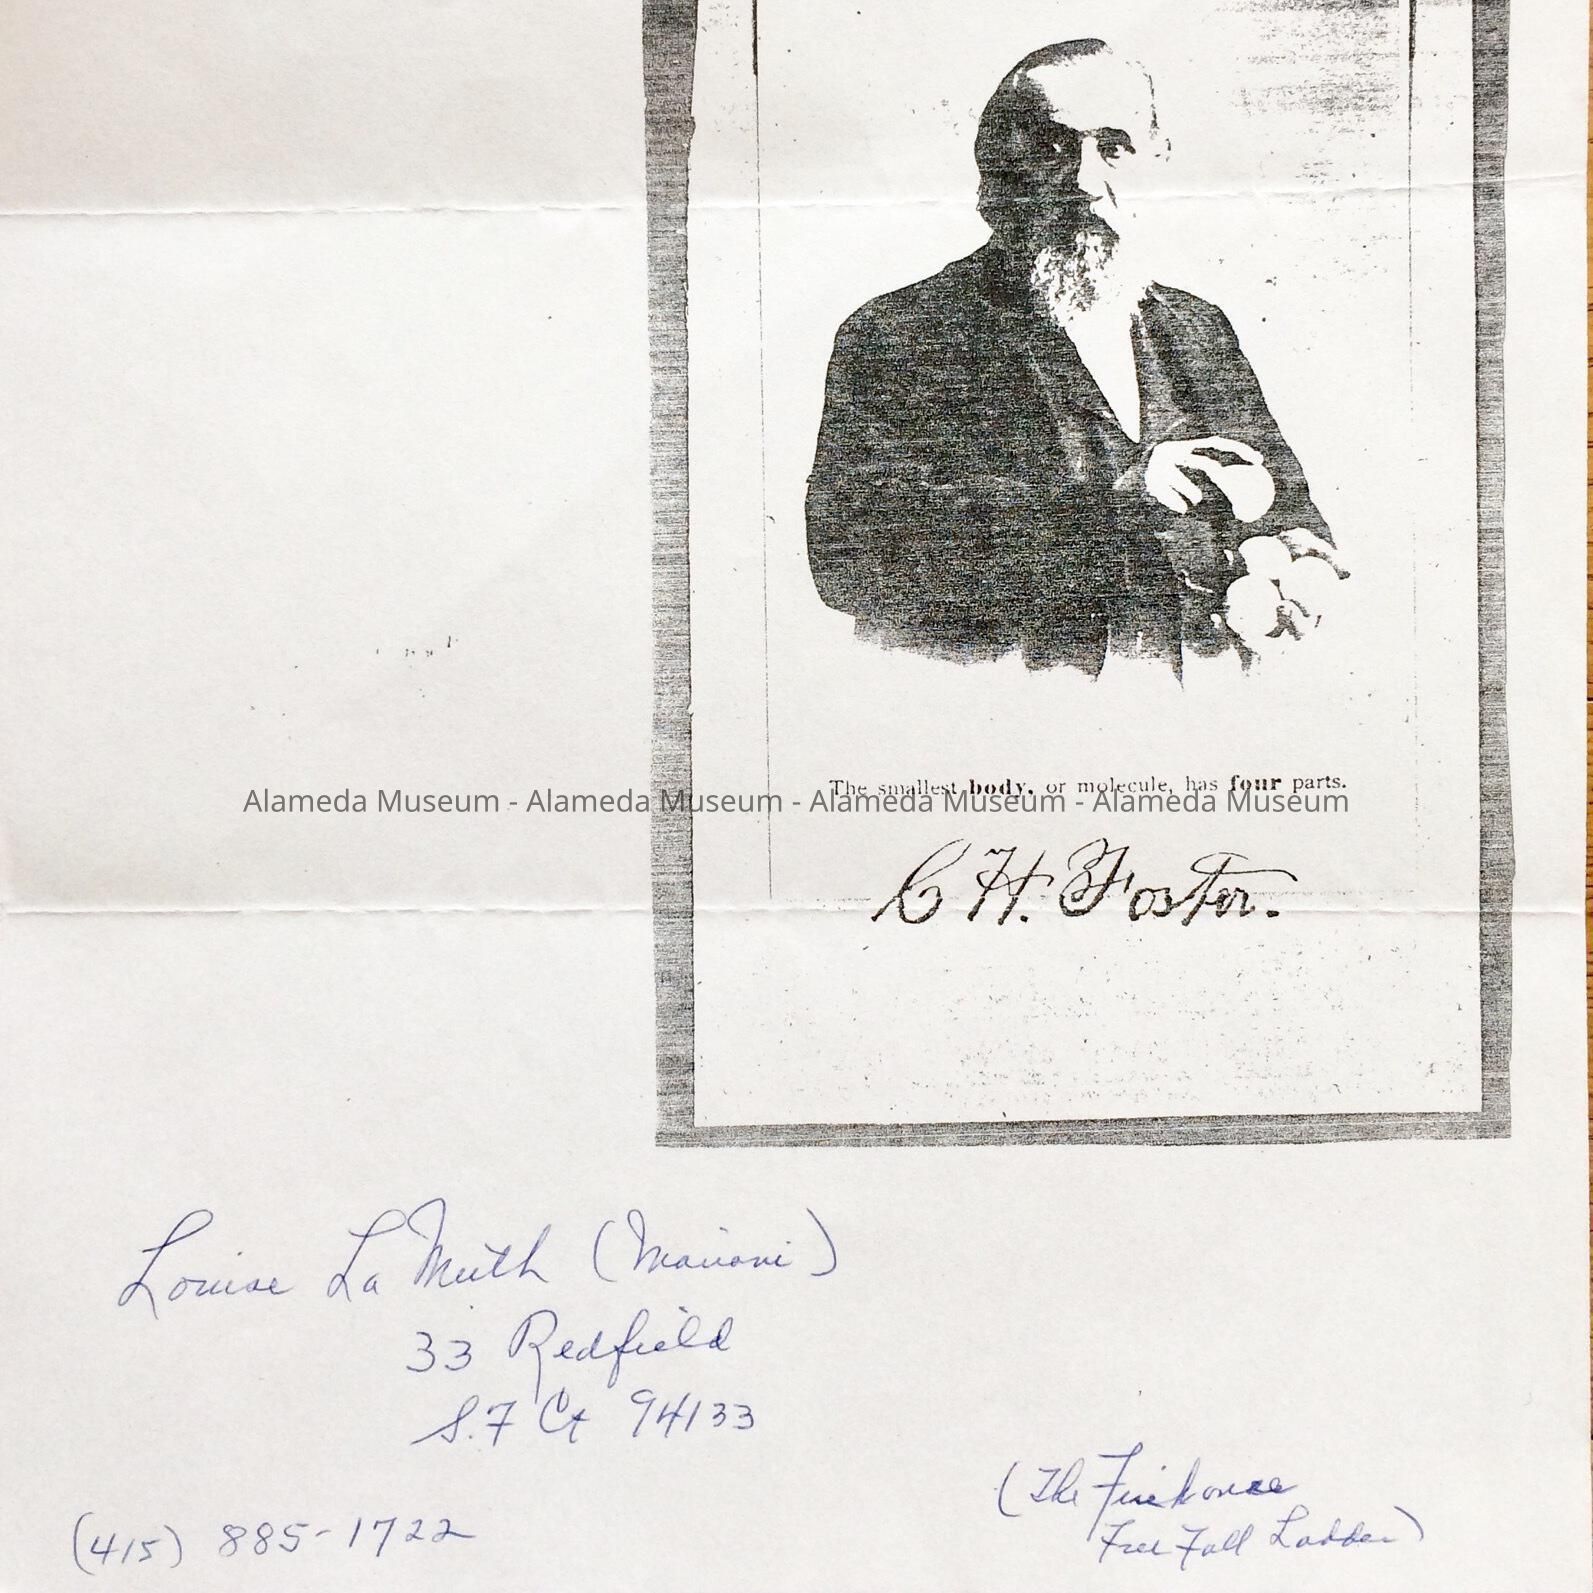 The smallest body, or molecule, has four parts.
Alameda Museum - Alameda Museum - Alameda Museum - Alameda Museum
C H. Foster.
Louise La Muth (Mariani)
33 Redfield
S.F Ca 94133
(The Firehouse
Free Fall Ladder)
(415) 885-1722